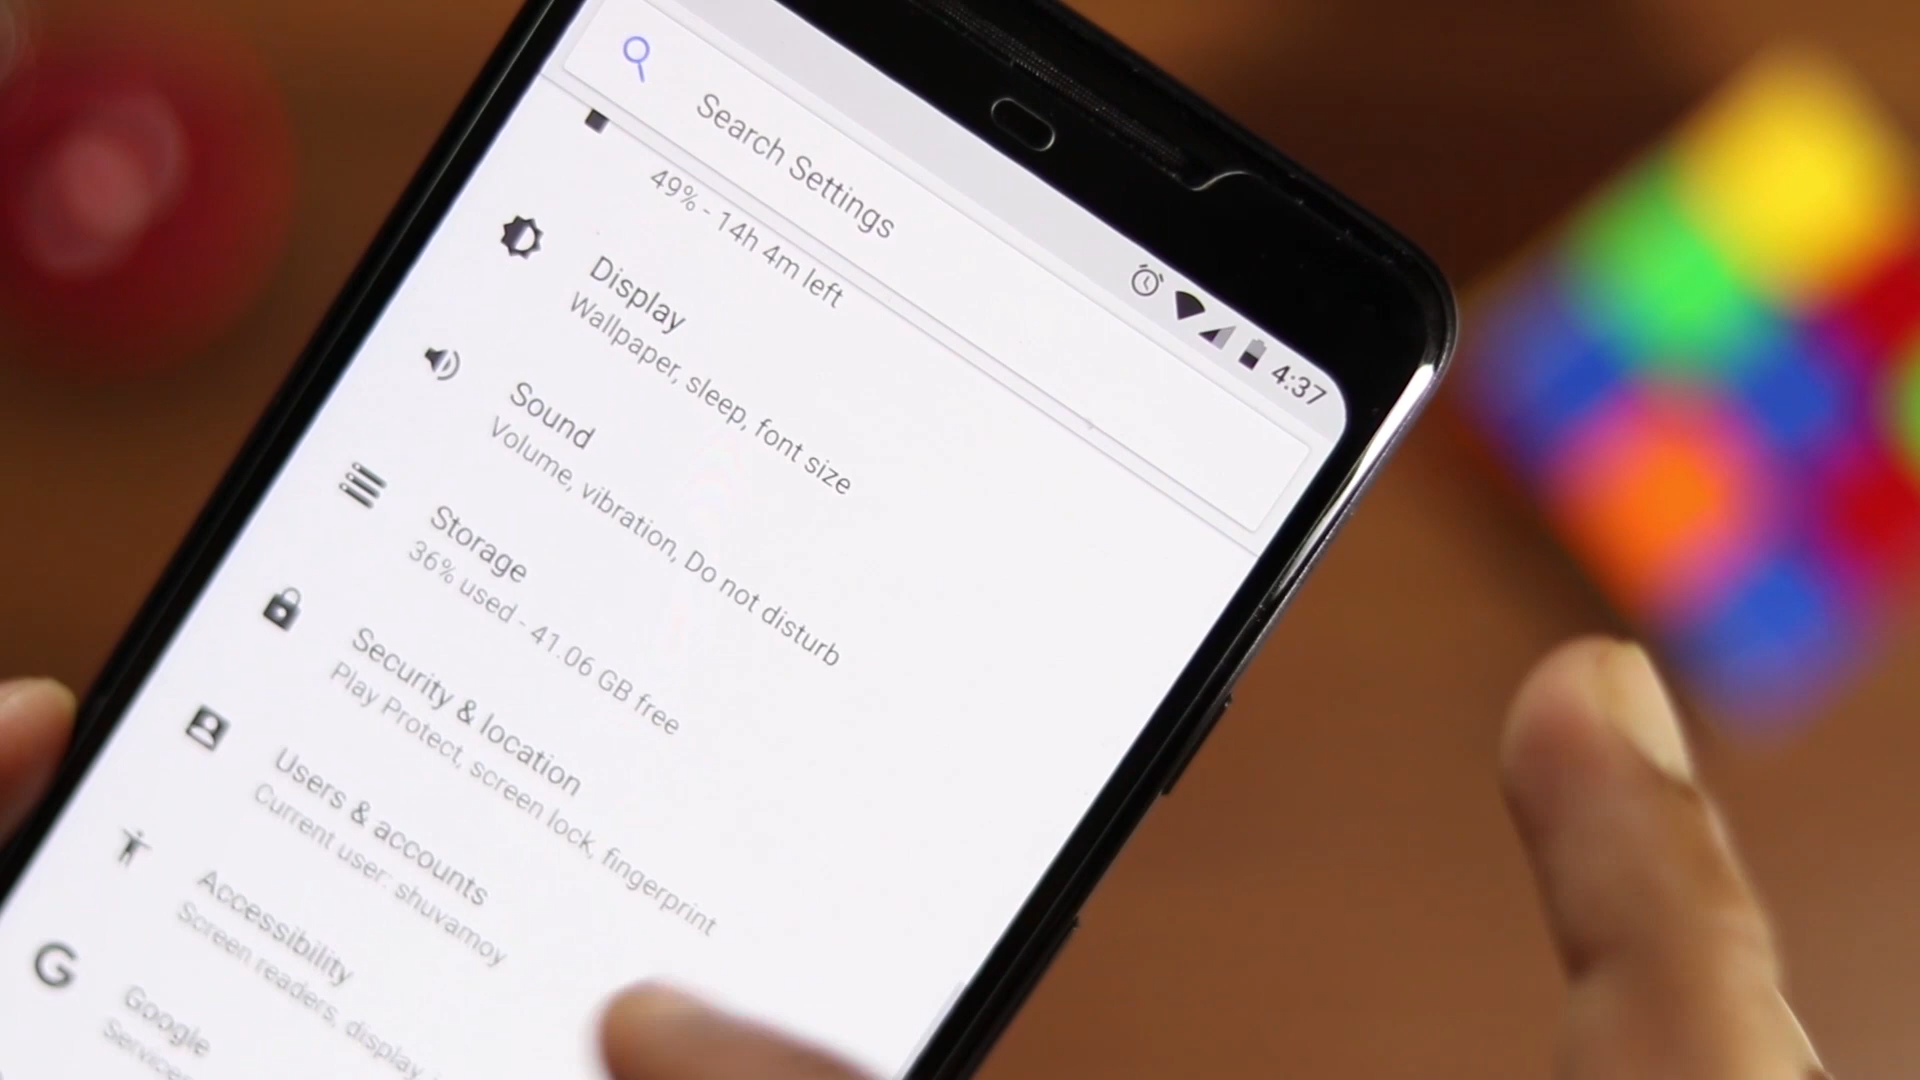 4:37
Search Settings
49% - 14h 4m left
Display
Wallpaper, sleep, font size
Sound
Volume, vibration, Do not disturb
Storage
36% used - 41.06 GB free
Security & location
Play Protect, screen lock, fingerprint
Users & accounts
Current user: shuvamoy
Accessibility
Screen readers, display,
Google